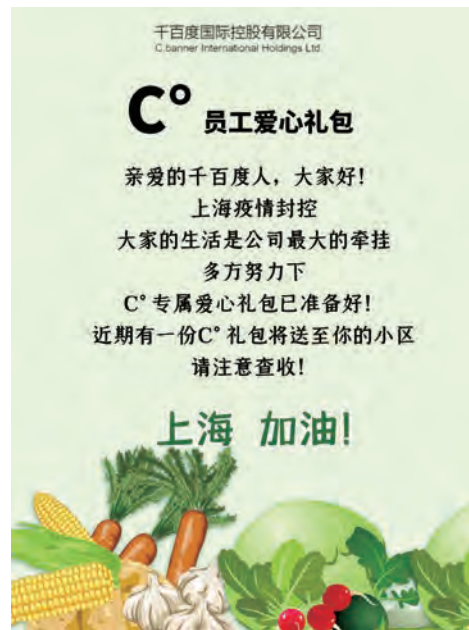 千百度国际控股有限公司
C.banner International Holdings Ltd.
C° 员工爱心礼包
亲爱的千百度人，大家好！
上海疫情封控
大家的生活是公司最大的牵挂
多方努力下
C°专属爱心礼包已准备好！
近期有一份C°礼包将送至你的小区
请注意查收！
上海 加油！